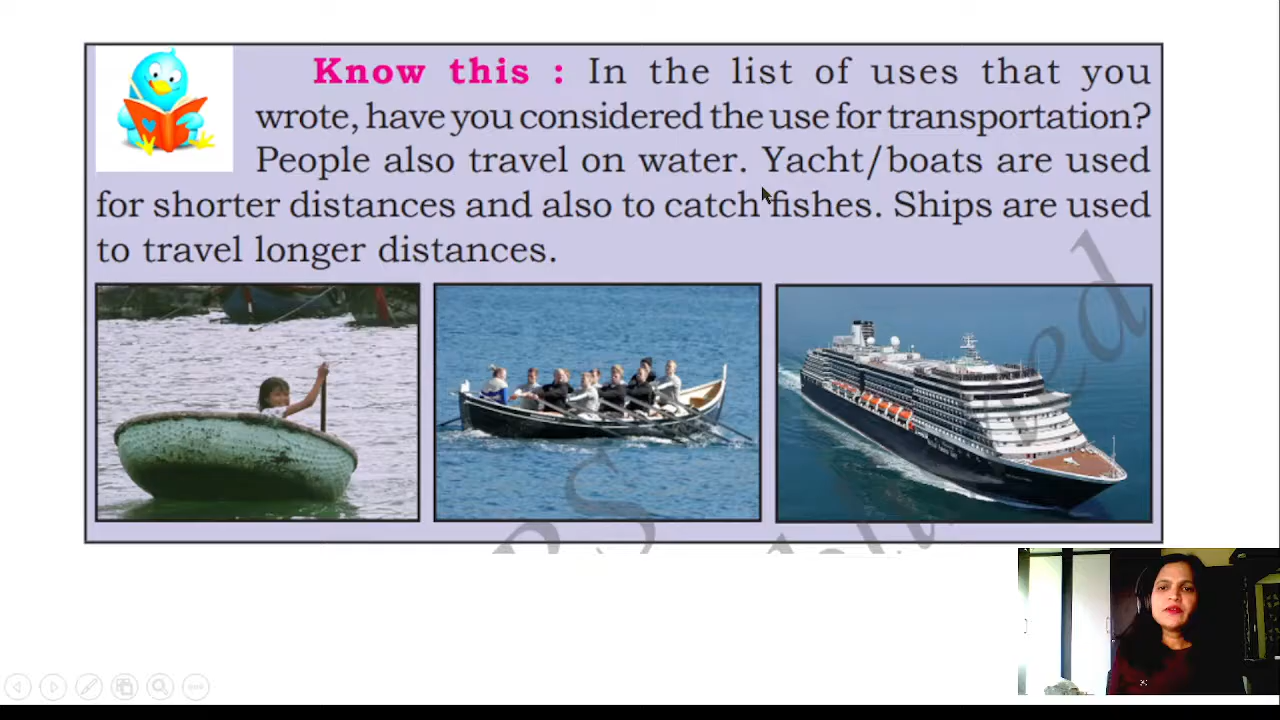 Know this : In the list of uses that you
wrote, have you considered the use for transportation?
People also travel on water. Yacht/boats are used
for shorter distances and also to catch fishes. Ships are used
to travel longer distances.